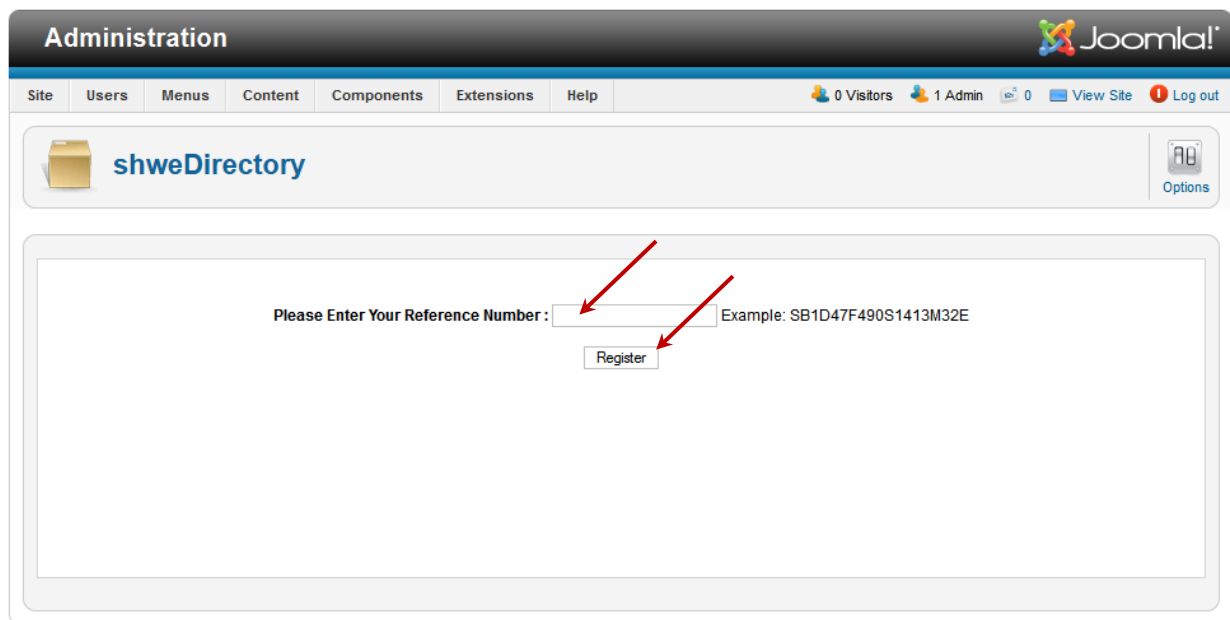 Administration
Joomla!
Site Users Menus Content Components Extensions Help 0 Visitors 1 Admin 0 View Site Log out
shweDirectory
Options
Please Enter Your Reference Number : Example: SB1D47F490S1413M32E
Register